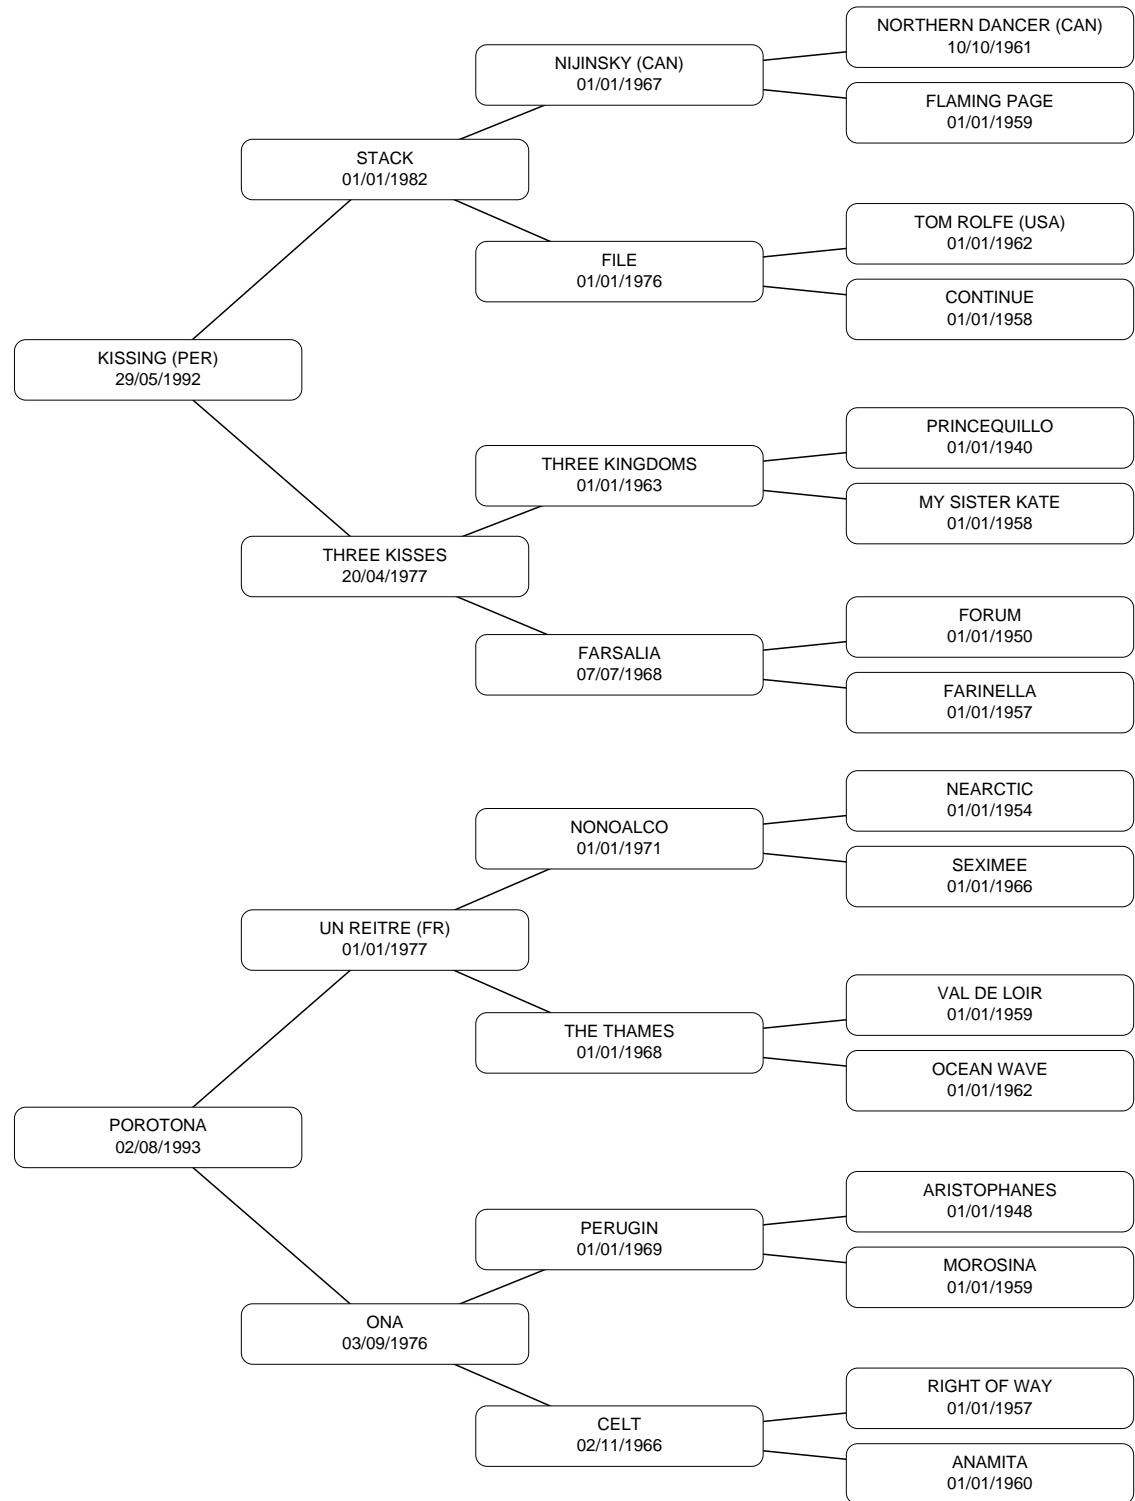 NORTHERN DANCER (CAN)
10/10/1961
NIJINSKY (CAN)
01/01/1967
FLAMING PAGE
01/01/1959
STACK
01/01/1982
TOM ROLFE (USA)
01/01/1962
FILE
01/01/1976
CONTINUE
01/01/1958
KISSING (PER)
29/05/1992
PRINCEQUILLO
01/01/1940
THREE KINGDOMS
01/01/1963
MY SISTER KATE
01/01/1958
THREE KISSES
20/04/1977
FORUM
01/01/1950
FARSALIA
07/07/1968
FARINELLA
01/01/1957
NEARCTIC
01/01/1954
NONOALCO
01/01/1971
SEXIMEE
01/01/1966
UN REITRE (FR)
01/01/1977
VAL DE LOIR
01/01/1959
THE THAMES
01/01/1968
OCEAN WAVE
01/01/1962
POROTONA
02/08/1993
ARISTOPHANES
01/01/1948
PERUGIN
01/01/1969
MOROSINA
01/01/1959
ONA
03/09/1976
RIGHT OF WAY
01/01/1957
CELT
02/11/1966
ANAMITA
01/01/1960